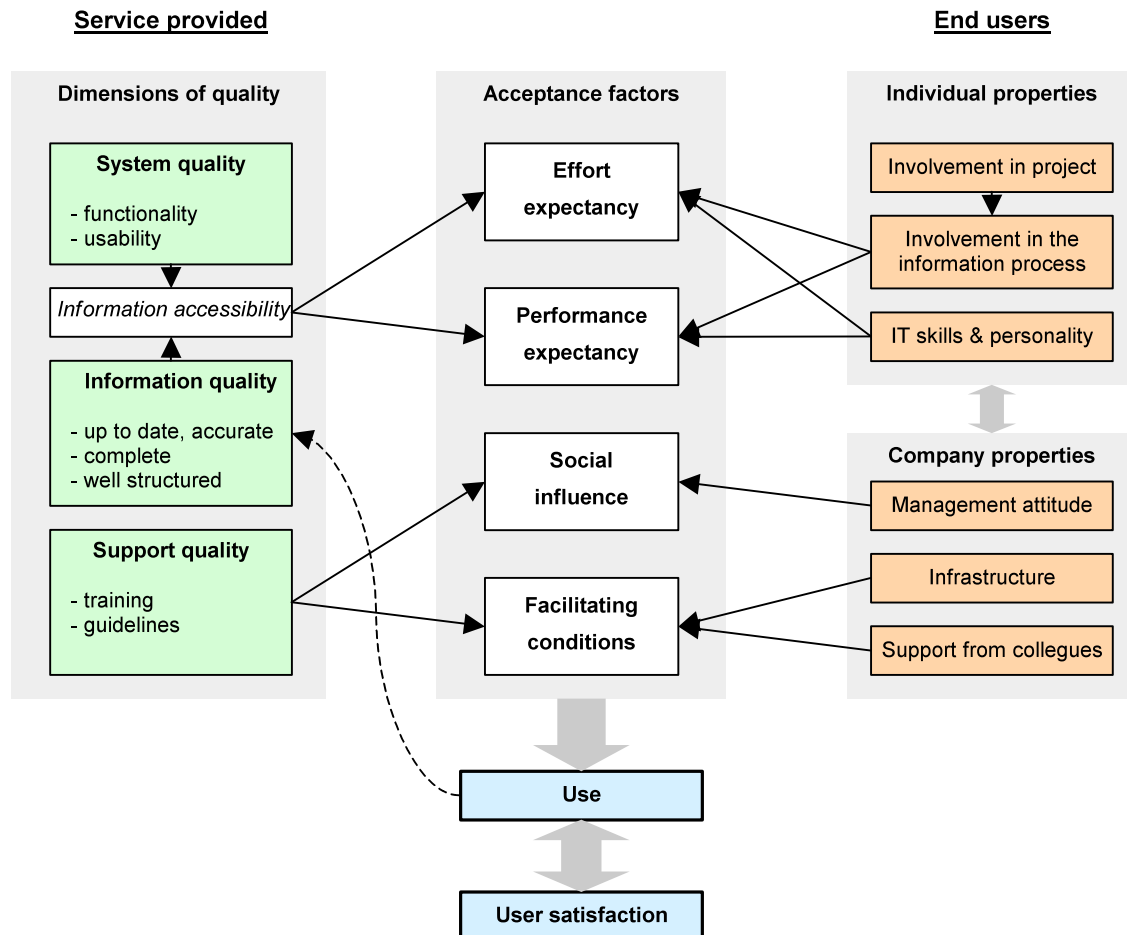 Service provided
End users
Dimensions of quality
System quality
- functionality
- usability
Information accessibility
Information quality
- up to date, accurate
- complete
- well structured
Support quality
- training
- guidelines
Acceptance factors
Effort
expectancy
Performance
expectancy
Social
influence
Facilitating
conditions
Individual properties
Involvement in project
Involvement in the
information process
IT skills & personality
Company properties
Management attitude
Infrastructure
Support from collegues
Use
User satisfaction